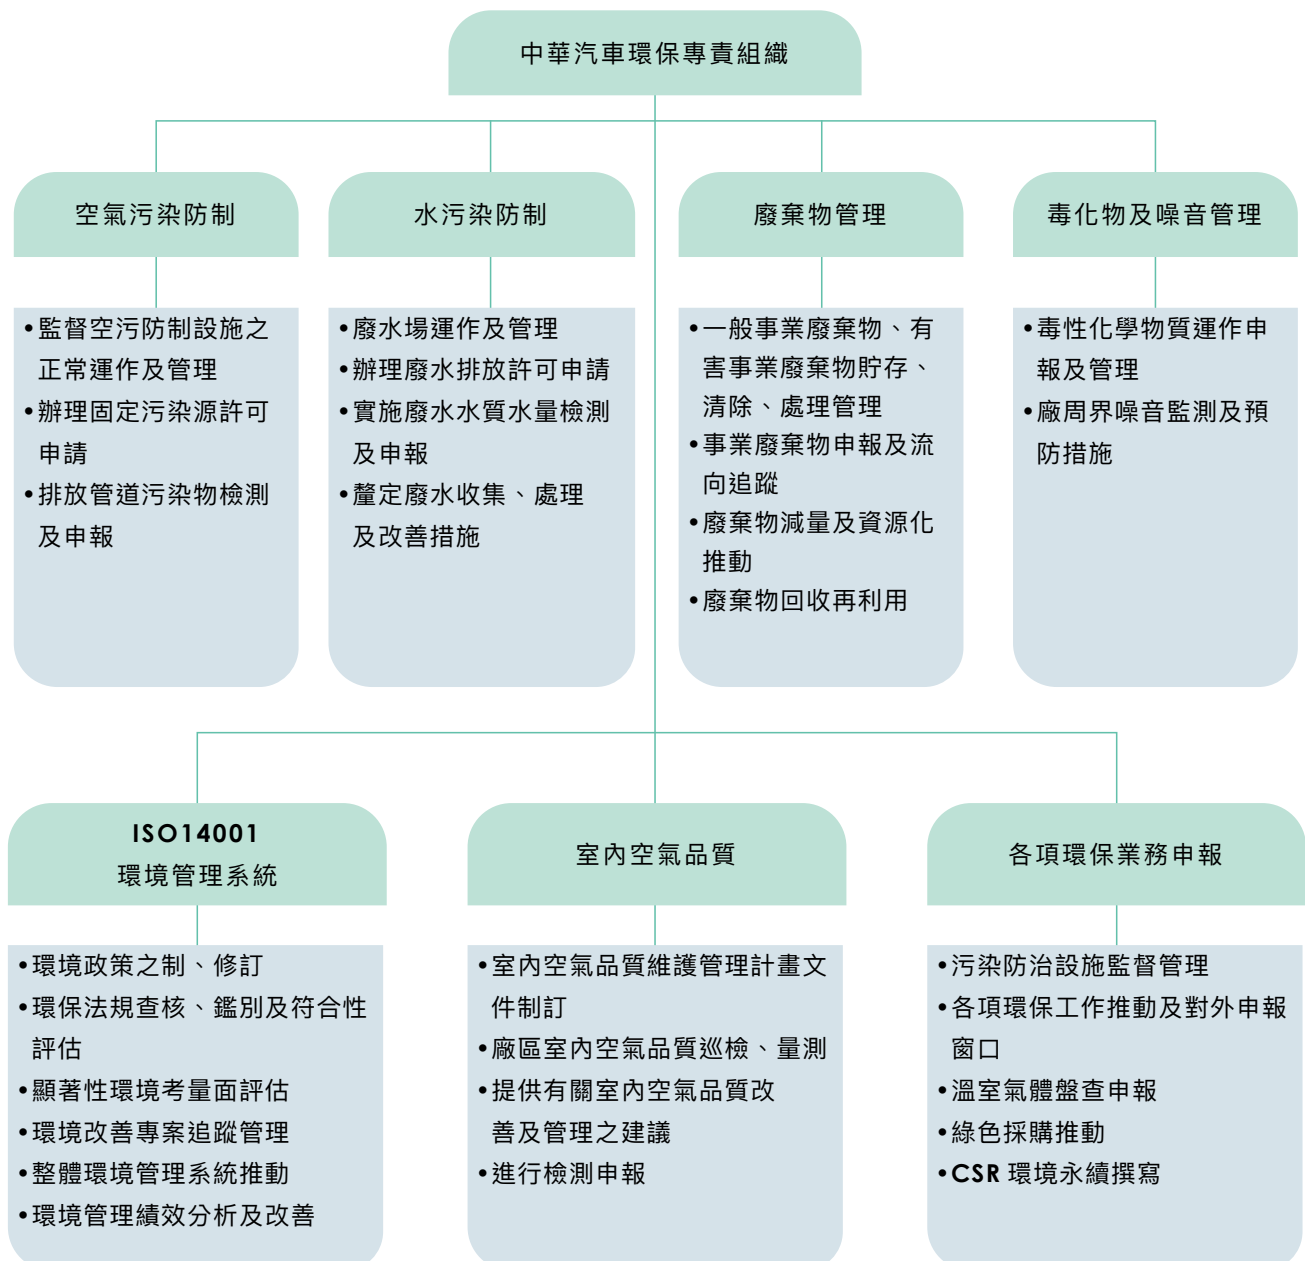 中華汽車環保專責組織
空氣污染防制
•監督空污防制設施之
正常運作及管理
•辦理固定污染源許可
申請
•排放管道污染物檢測
及申報
水污染防制
•廢水場運作及管理
•辦理廢水排放許可申請
•實施廢水水質水量檢測
及申報
•釐定廢水收集、處理
及改善措施
廢棄物管理
•一般事業廢棄物、有
害事業廢棄物貯存、
清除、處理管理
•事業廢棄物申報及流
向追蹤
•廢棄物減量及資源化
推動
•廢棄物回收再利用
毒化物及噪音管理
•毒性化學物質運作申
報及管理
•廠周界噪音監測及預
防措施
ISO14001
環境管理系統
•環境政策之制、修訂
•環保法規查核、鑑別及符合性
評估
•顯著性環境考量面評估
•環境改善專案追蹤管理
•整體環境管理系統推動
•環境管理績效分析及改善
室內空氣品質
•室內空氣品質維護管理計畫文
件制訂
•廠區室內空氣品質巡檢、量測
•提供有關室內空氣品質改
善及管理之建議
•進行檢測申報
各項環保業務申報
•污染防治設施監督管理
•各項環保工作推動及對外申報
窗口
•溫室氣體盤查申報
•綠色採購推動
•CSR 環境永續撰寫